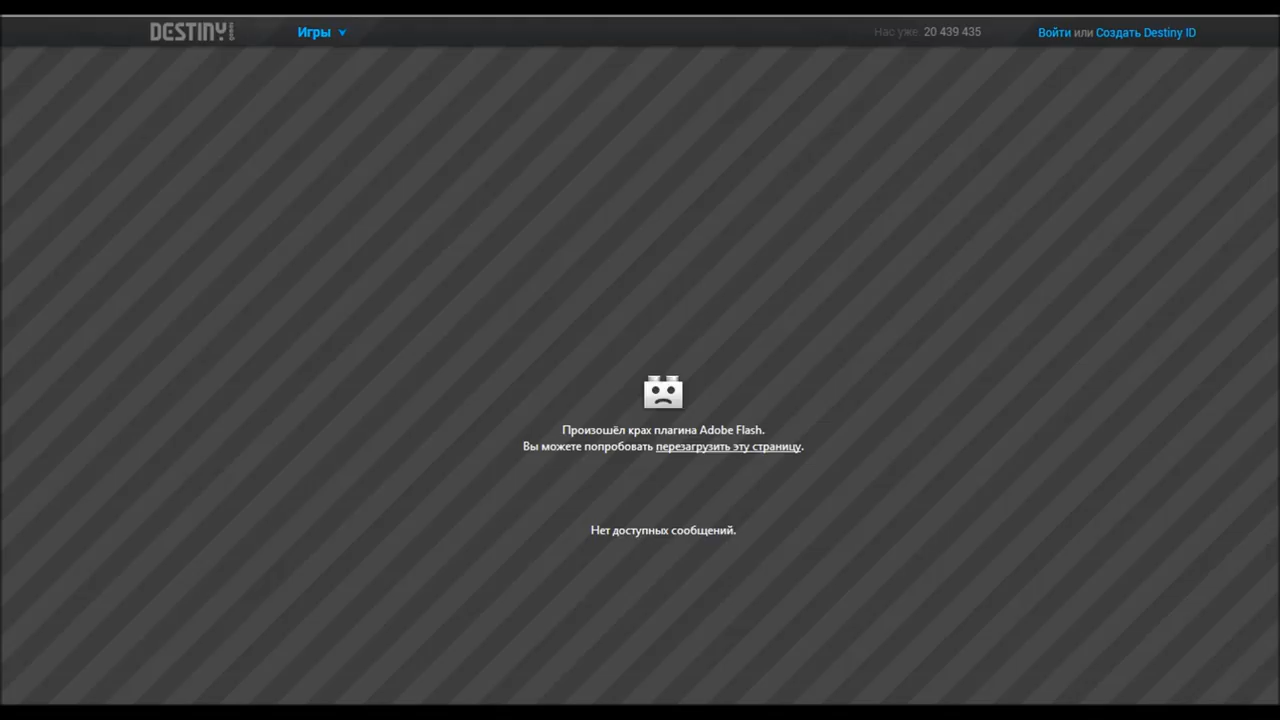 DESTINY games
Игры
Нас уже 20 439 435
Войти или Создать Destiny ID
Произошёл крах плагина Adobe Flash.
Вы можете попробовать перезагрузить эту страницу.
Нет доступных сообщений.